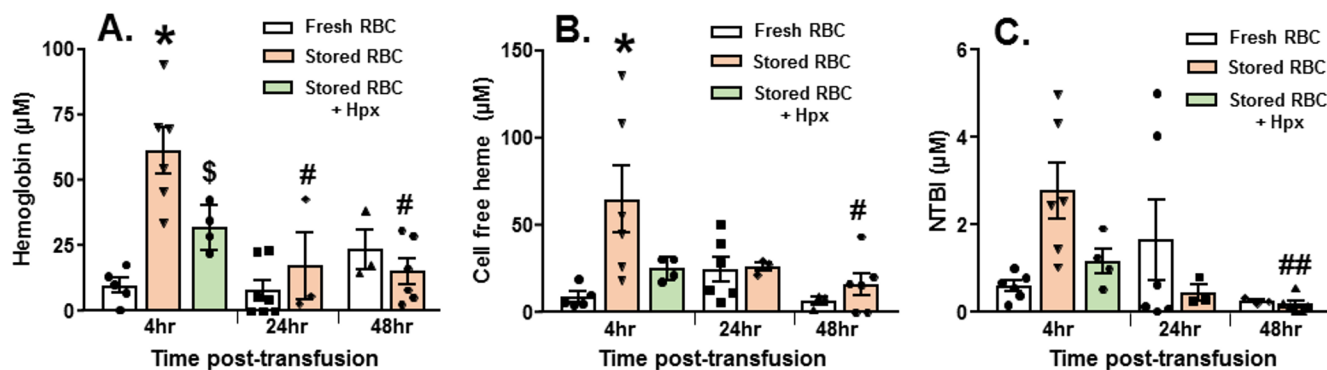 A.
*
Fresh RBC
Stored RBC
Stored RBC
+ Hpx
$
#
#
Hemoglobin (µM)
100
75
50
25
0
4hr
24hr
48hr
Time post-transfusion
B.
*
Fresh RBC
Stored RBC
Stored RBC
+ Hpx
#
Cell free heme (µM)
150
100
50
0
4hr
24hr
48hr
Time post-transfusion
C.
Fresh RBC
Stored RBC
Stored RBC
+ Hpx
##
NTBI (µM)
6
4
2
0
4hr
24hr
48hr
Time post-transfusion